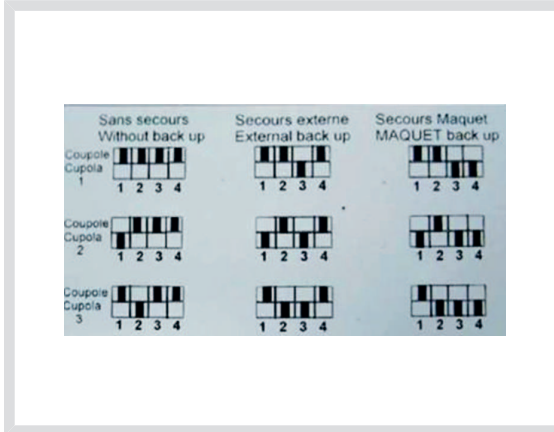 Sans secours Secours externe Secours Maquet
Without back up External back up MAQUET back up
Coupole
Cupola
1
1 2 3 4 1 2 3 4 1 2 3 4
Coupole
Cupola
2
1 2 3 4 1 2 3 4 1 2 3 4
Coupole
Cupola
3
1 2 3 4 1 2 3 4 1 2 3 4